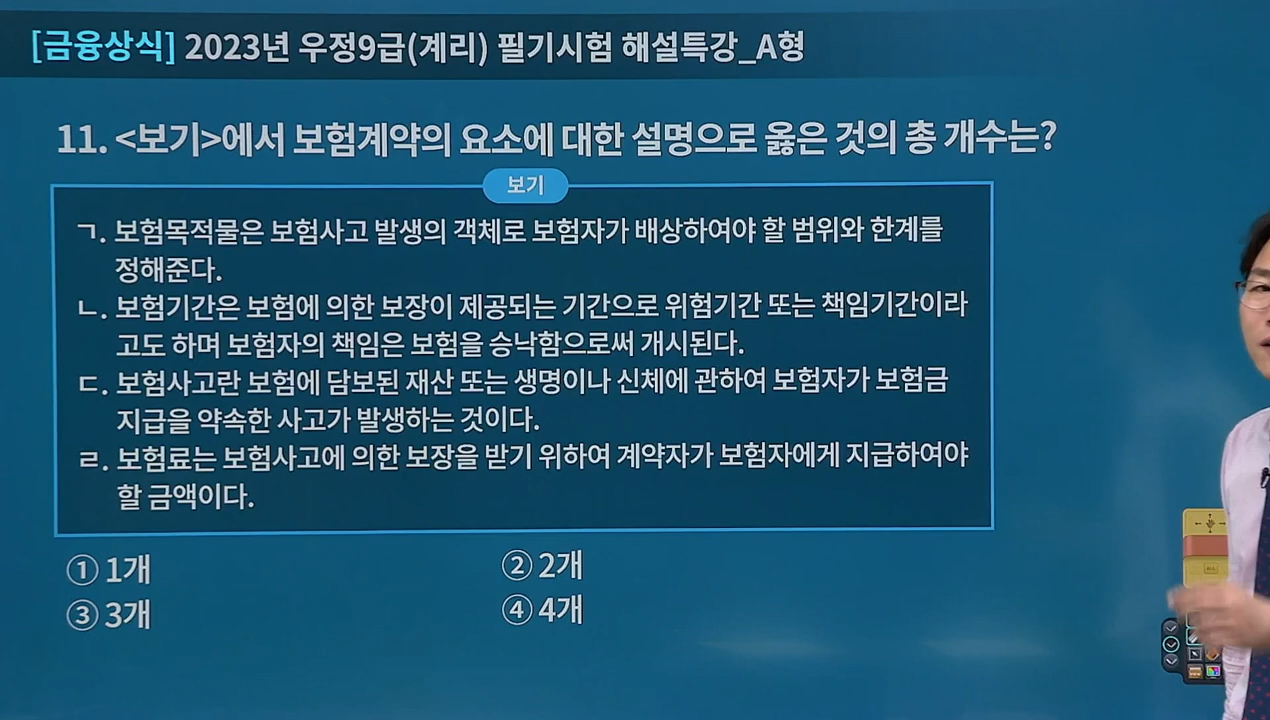 [금융상식] 2023년 우정9급(계리) 필기시험 해설특강_A형
11. <보기>에서 보험계약의 요소에 대한 설명으로 옳은 것의 총 개수는?
보기
ㄱ. 보험목적물은 보험사고 발생의 객체로 보험자가 배상하여야 할 범위와 한계를
정해준다.
ㄴ. 보험기간은 보험에 의한 보장이 제공되는 기간으로 위험기간 또는 책임기간이라
고도 하며 보험자의 책임은 보험을 승낙함으로써 개시된다.
ㄷ. 보험사고란 보험에 담보된 재산 또는 생명이나 신체에 관하여 보험자가 보험금
지급을 약속한 사고가 발생하는 것이다.
ㄹ. 보험료는 보험사고에 의한 보장을 받기 위하여 계약자가 보험자에게 지급하여야
할 금액이다.
① 1개
② 2개
③ 3개
④ 4개